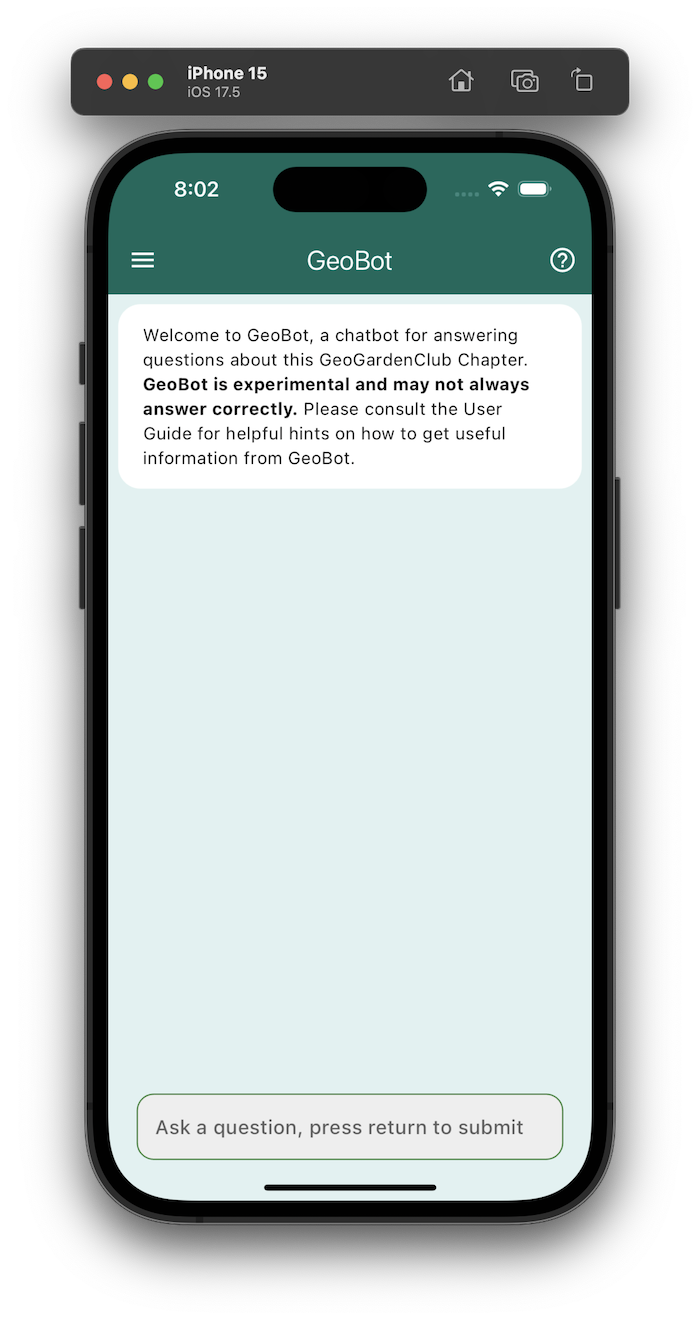 iPhone 15
iOS 17.5
8:02
GeoBot
Welcome to GeoBot, a chatbot for answering
questions about this GeoGardenClub Chapter.
GeoBot is experimental and may not always
answer correctly. Please consult the User
Guide for helpful hints on how to get useful
information from GeoBot.
Ask a question, press return to submit